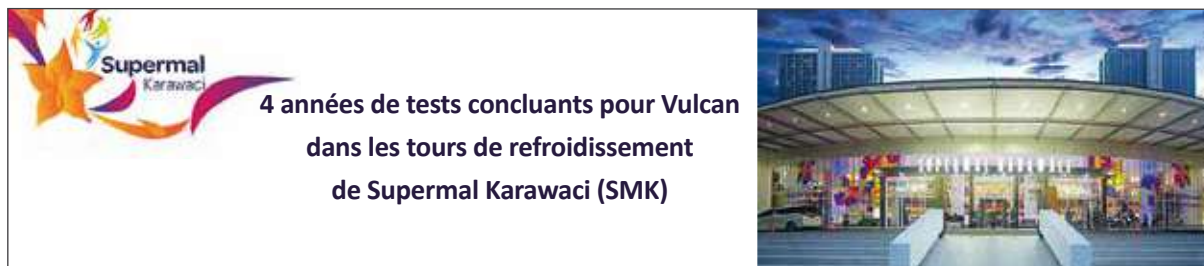 Supermal
Karawaci
4 années de tests concluants pour Vulcan
dans les tours de refroidissement
de Supermal Karawaci (SMK)